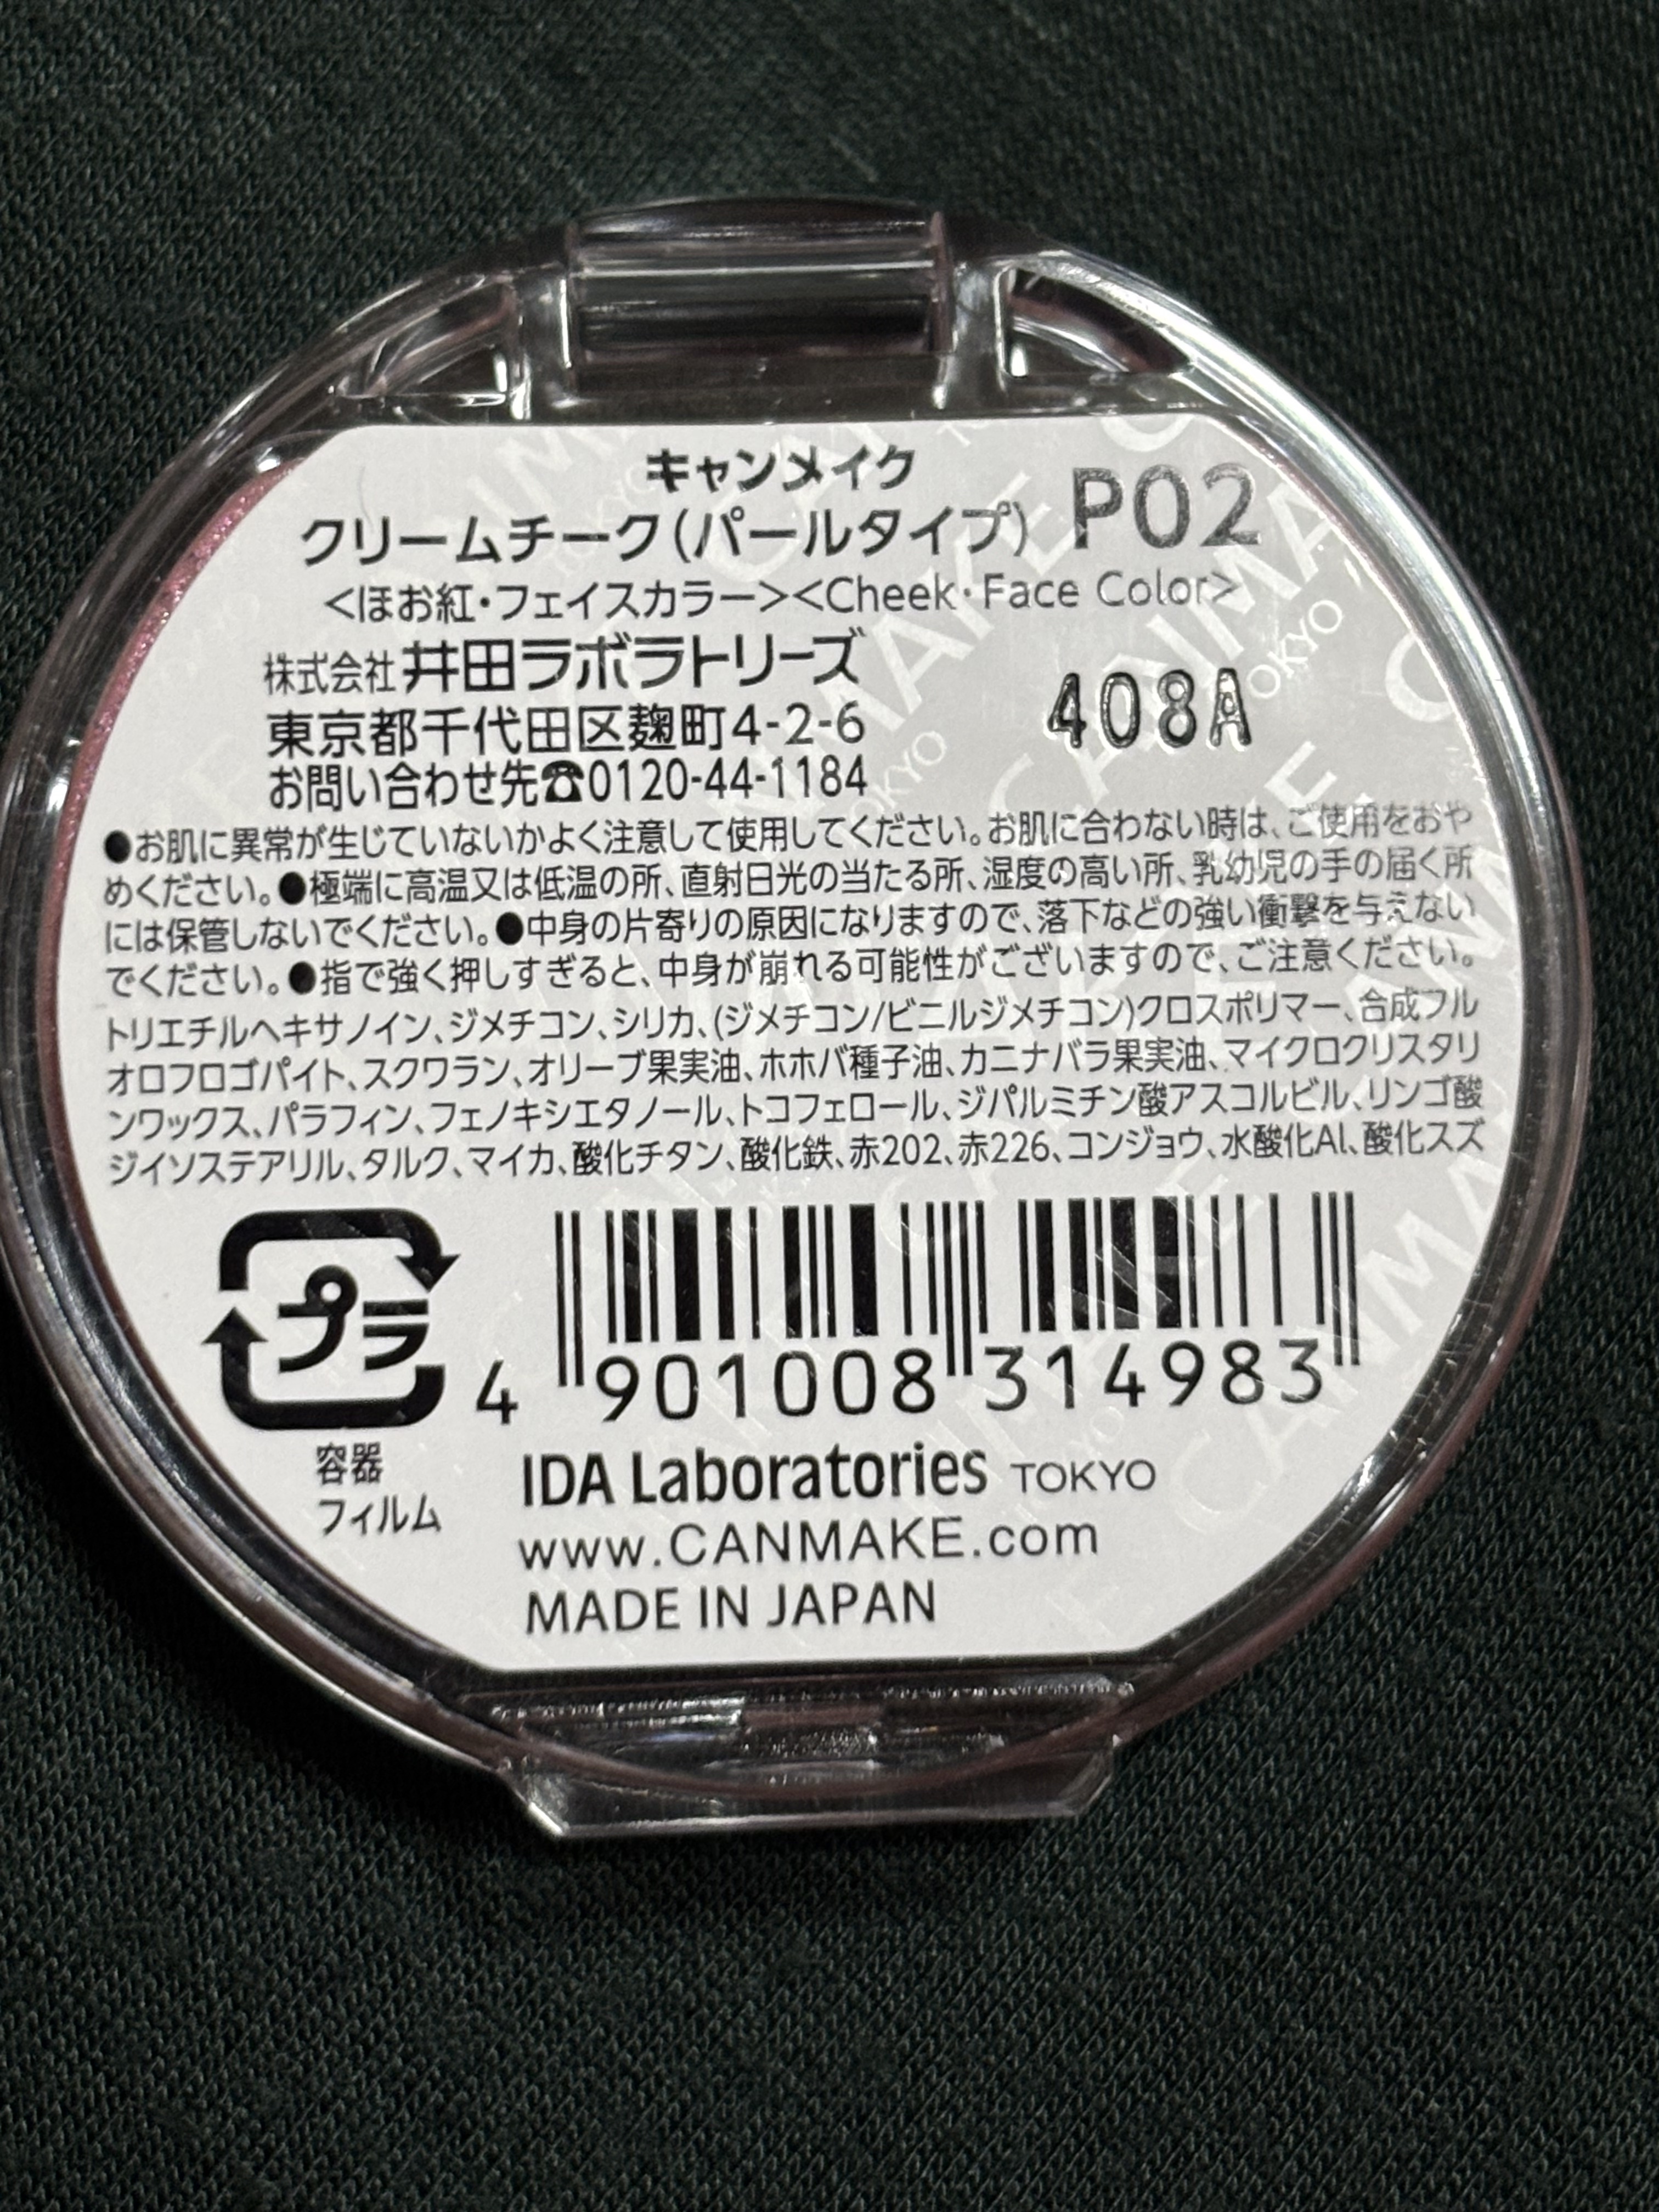 キャンメイク
クリームチーク(パールタイプ) P02
<ほお紅・フェイスカラー><Cheek・Face Color>
株式会社 井田ラボラトリーズ
東京都千代田区麹町4-2-6
408A
お問い合わせ先☎0120-44-1184
●お肌に異常が生じていないかよく注意して使用してください。お肌に合わない時は、ご使用をおや
めください。●極端に高温又は低温の所、直射日光の当たる所、湿度の高い所、乳幼児の手の届く所
には保管しないでください。●中身の片寄りの原因になりますので、落下などの強い衝撃を与えない
でください。●指で強く押しすぎると、中身が崩れる可能性がございますので、ご注意ください。
トリエチルヘキサノイン、ジメチコン、シリカ、(ジメチコン/ビニルジメチコン)クロスポリマー、合成フル
オロフロゴパイト、スクワラン、オリーブ果実油、ホホバ種子油、カニナバラ果実油、マイクロクリスタリ
ンワックス、パラフィン、フェノキシエタノール、トコフェロール、ジパルミチン酸アスコルビル、リンゴ酸
ジイソステアリル、タルク、マイカ、酸化チタン、酸化鉄、赤202、赤226、コンジョウ、水酸化Al、酸化スズ
プラ
容器
フィルム
4 901008 314983
IDA Laboratories TOKYO
www.CANMAKE.com
MADE IN JAPAN